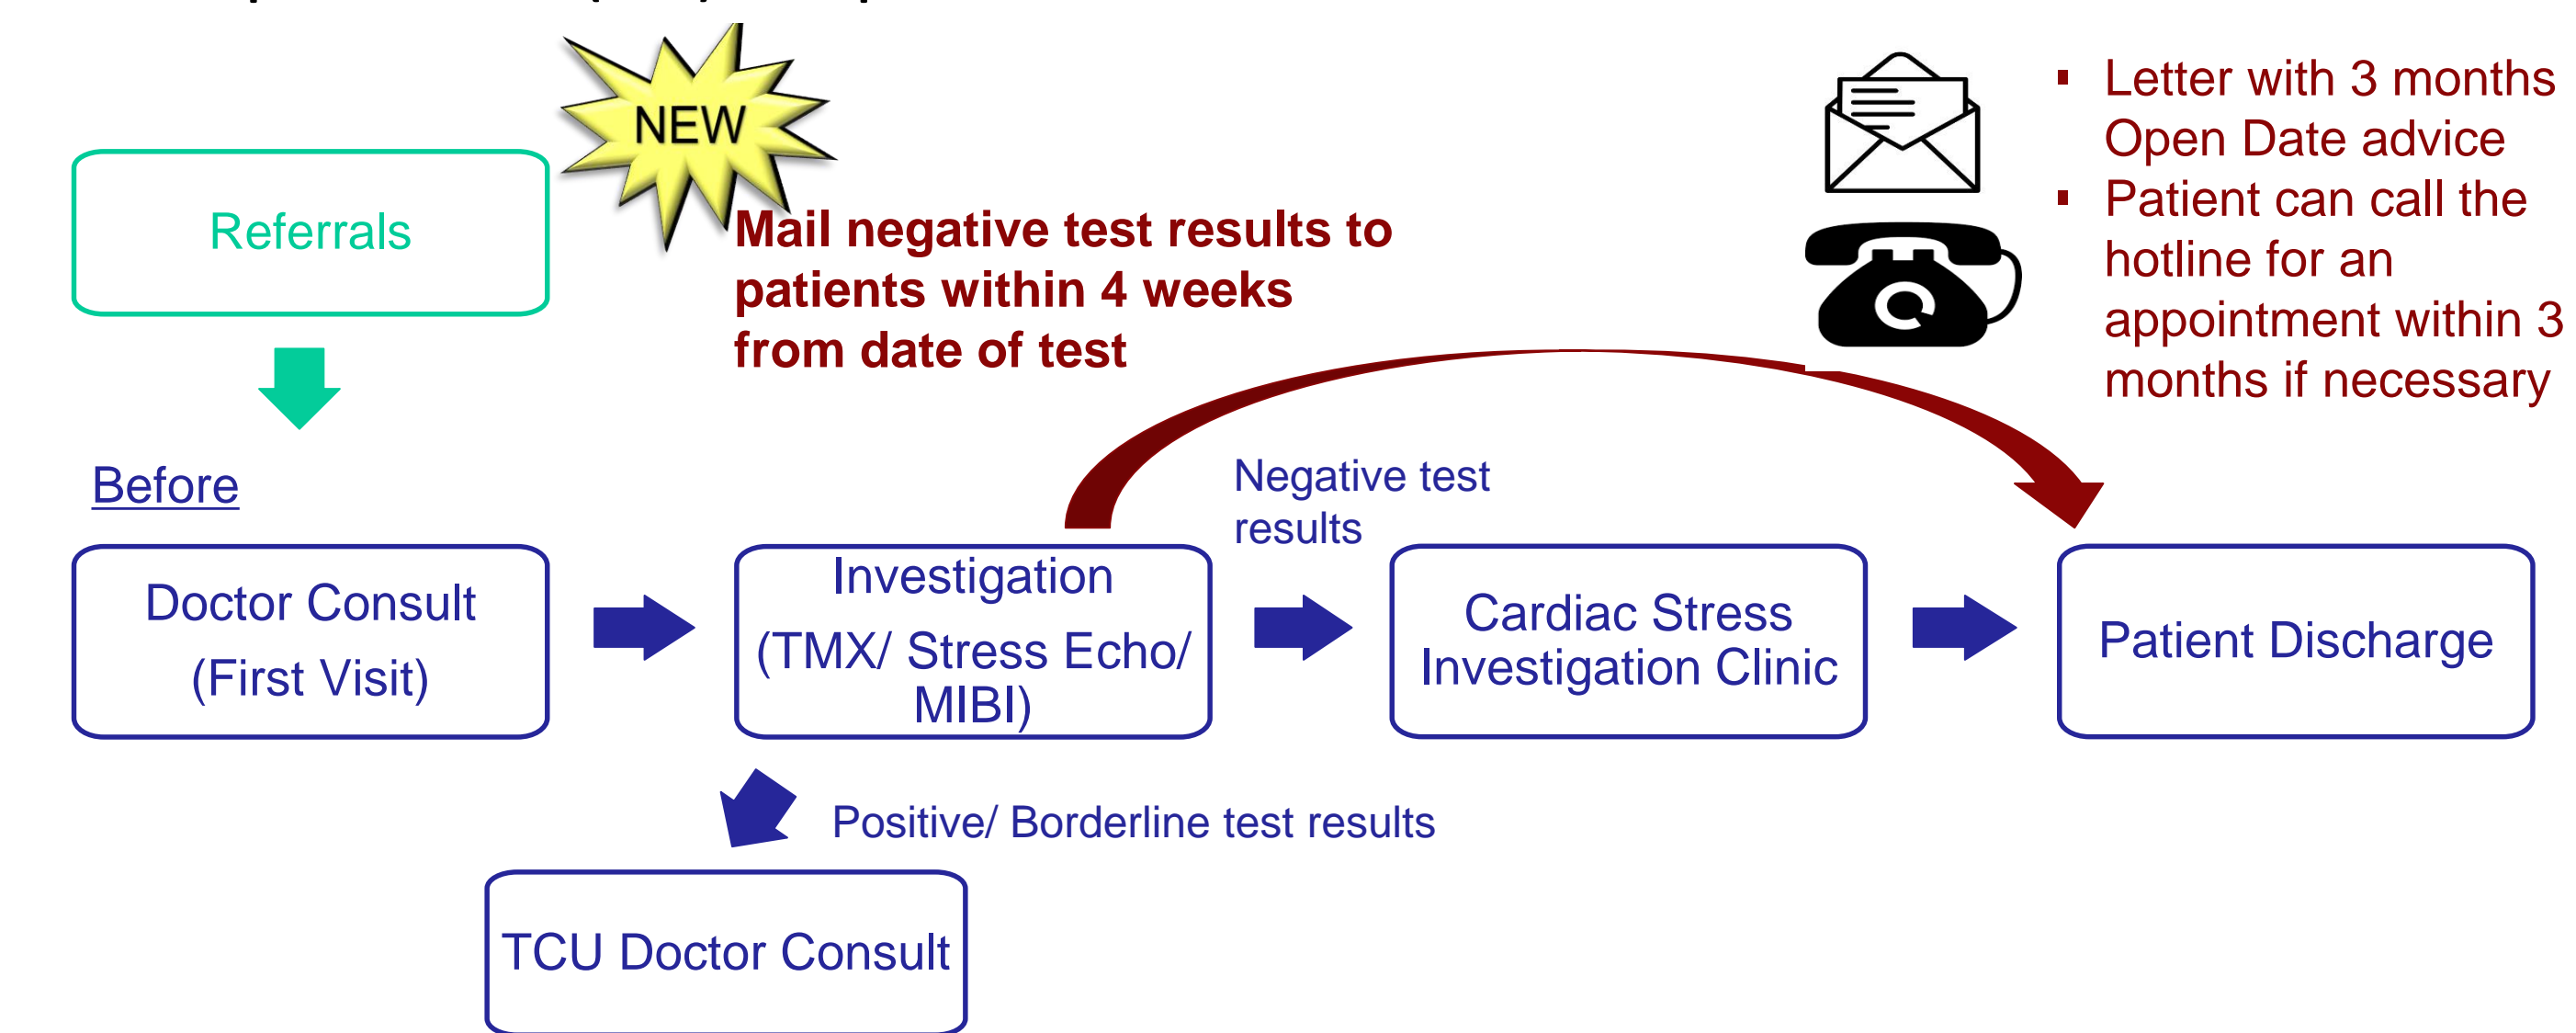 NEW
Letter with 3 months
Open Date advice
Patient can call the
hotline for an
appointment within 3
months if necessary
Referrals
Mail negative test results to
patients within 4 weeks
from date of test
Before
Negative test
results
Doctor Consult
(First Visit)
Investigation
(TMX/ Stress Echo/
MIBI)
Cardiac Stress
Investigation Clinic
Patient Discharge
Positive/ Borderline test results
TCU Doctor Consult